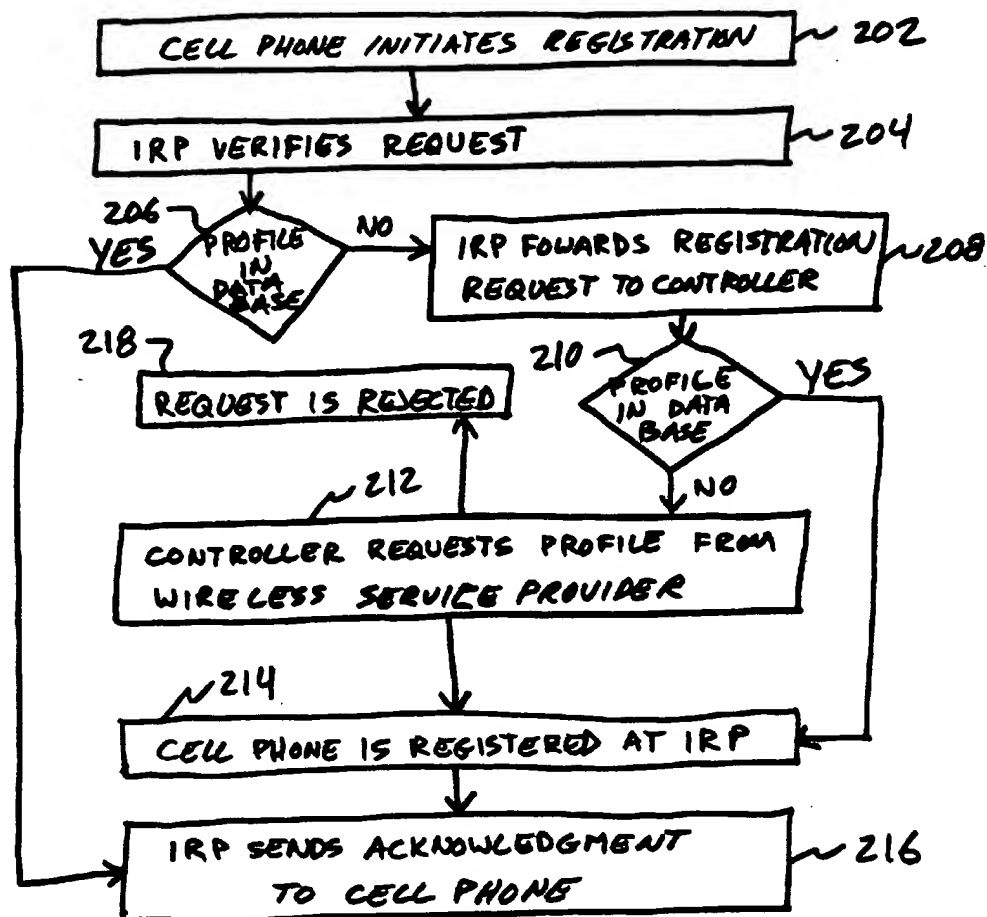 CELL PHONE INITIATES REGISTRATION
202
IRP VERIFIES REQUEST
204
206
YES
PROFILE
IN
DATA
BASE
NO
IRP FOWARDS REGISTRATION
REQUEST TO CONTROLLER
208
218
REQUEST IS REJECTED
210
PROFILE
IN DATA
BASE
YES
NO
212
CONTROLLER REQUESTS PROFILE FROM
WIRELESS SERVICE PROVIDER
214
CELL PHONE IS REGISTERED AT IRP
IRP SENDS ACKNOWLEDGMENT
TO CELL PHONE
216